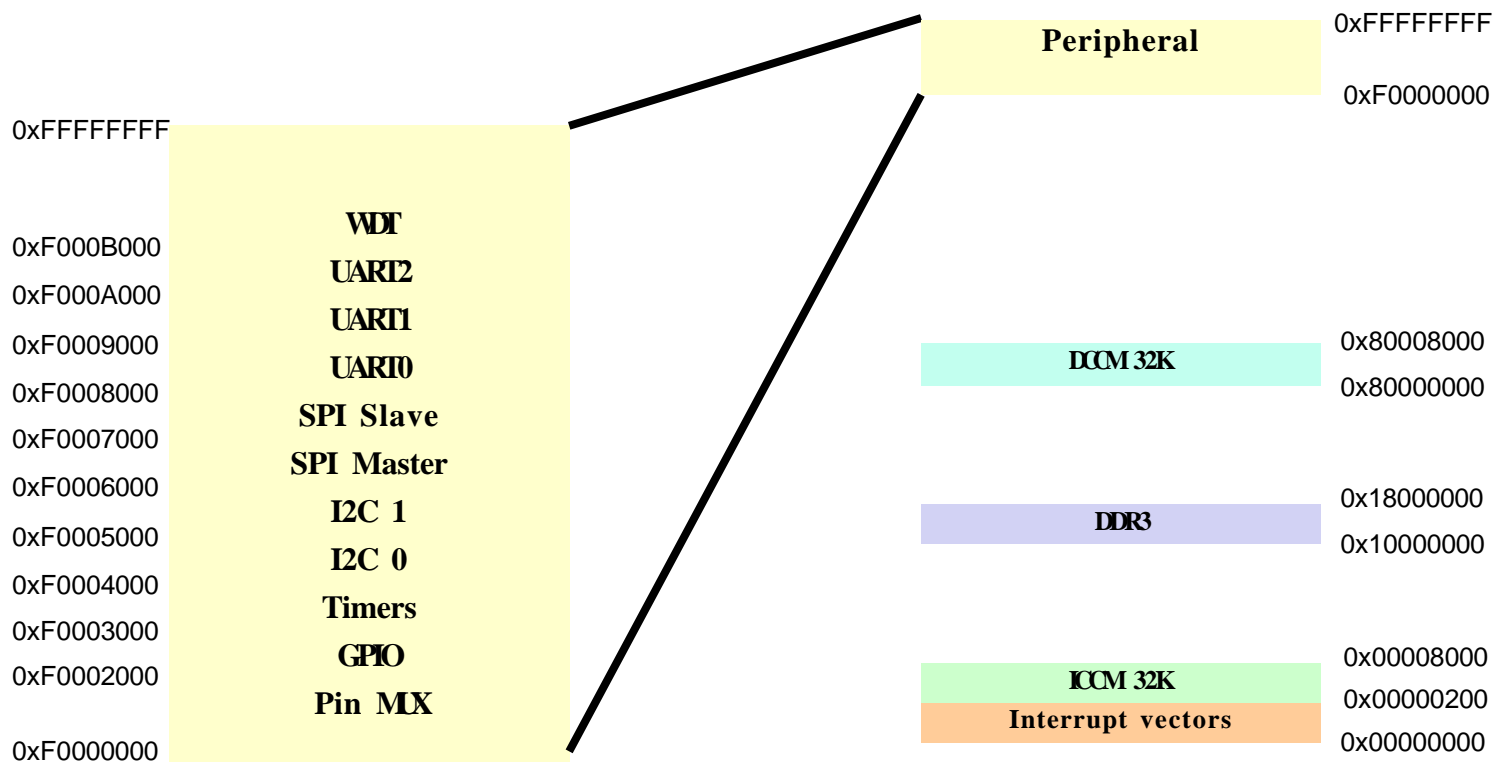 0xFFFFFFFF
WDT
0xF000B000
UART2
0xF000A000
UART1
0xF0009000
UART0
0xF0008000
SPI Slave
0xF0007000
SPI Master
0xF0006000
I2C 1
0xF0005000
I2C 0
0xF0004000
Timers
0xF0003000
GPIO
0xF0002000
Pin MUX
0xF0000000
Peripheral
0xFFFFFFFF
0xF0000000
0x80008000
DCCM 32K
0x80000000
0x18000000
DDR3
0x10000000
0x00008000
ICCM 32K
0x00000200
Interrupt vectors
0x00000000